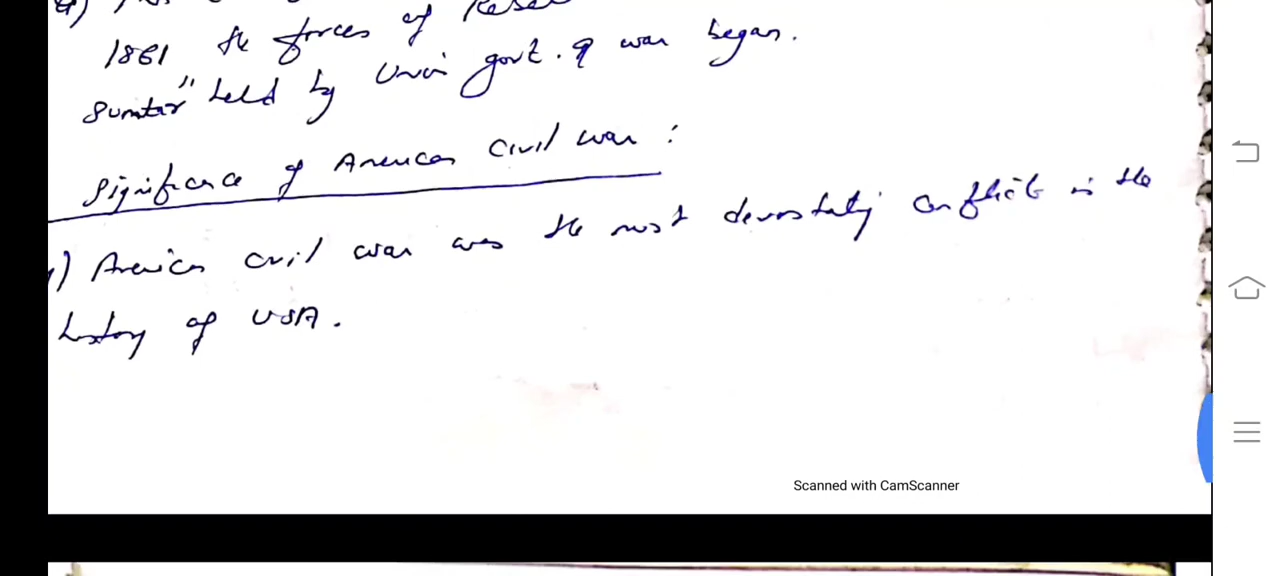 1861 the forces of
Sumter" held by Union govt. & war began.
Significance of American Civil War :
1) American civil war was the most devastating conflict in the
history of USA.
Scanned with CamScanner